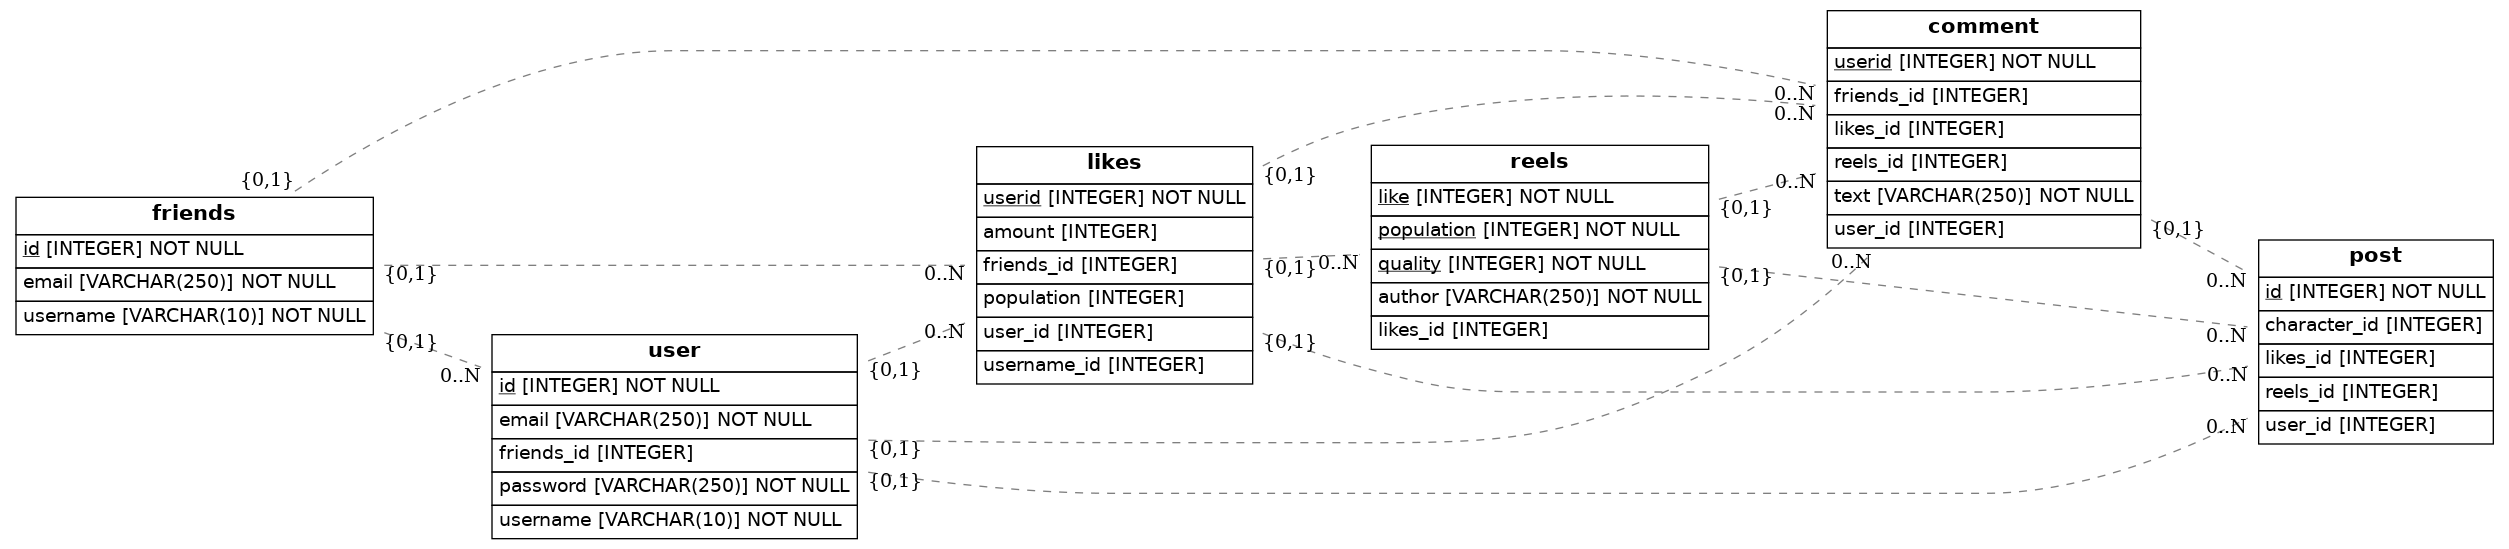 friends
id [INTEGER] NOT NULL
email [VARCHAR(250)] NOT NULL
username [VARCHAR(10)] NOT NULL
{0,1}
{0,1}
{0,1}
0..N
user
id [INTEGER] NOT NULL
email [VARCHAR(250)] NOT NULL
friends_id [INTEGER]
password [VARCHAR(250)] NOT NULL
username [VARCHAR(10)] NOT NULL
{0,1}
{0,1}
{0,1}
0..N
0..N
likes
userid [INTEGER] NOT NULL
amount [INTEGER]
friends_id [INTEGER]
population [INTEGER]
user_id [INTEGER]
username_id [INTEGER]
{0,1}
{0,1}
{0,1}
0..N
reels
like [INTEGER] NOT NULL
population [INTEGER] NOT NULL
quality [INTEGER] NOT NULL
author [VARCHAR(250)] NOT NULL
likes_id [INTEGER]
{0,1}
{0,1}
0..N
0..N
0..N
0..N
comment
userid [INTEGER] NOT NULL
friends_id [INTEGER]
likes_id [INTEGER]
reels_id [INTEGER]
text [VARCHAR(250)] NOT NULL
user_id [INTEGER]
{0,1}
0..N
0..N
0..N
0..N
post
id [INTEGER] NOT NULL
character_id [INTEGER]
likes_id [INTEGER]
reels_id [INTEGER]
user_id [INTEGER]